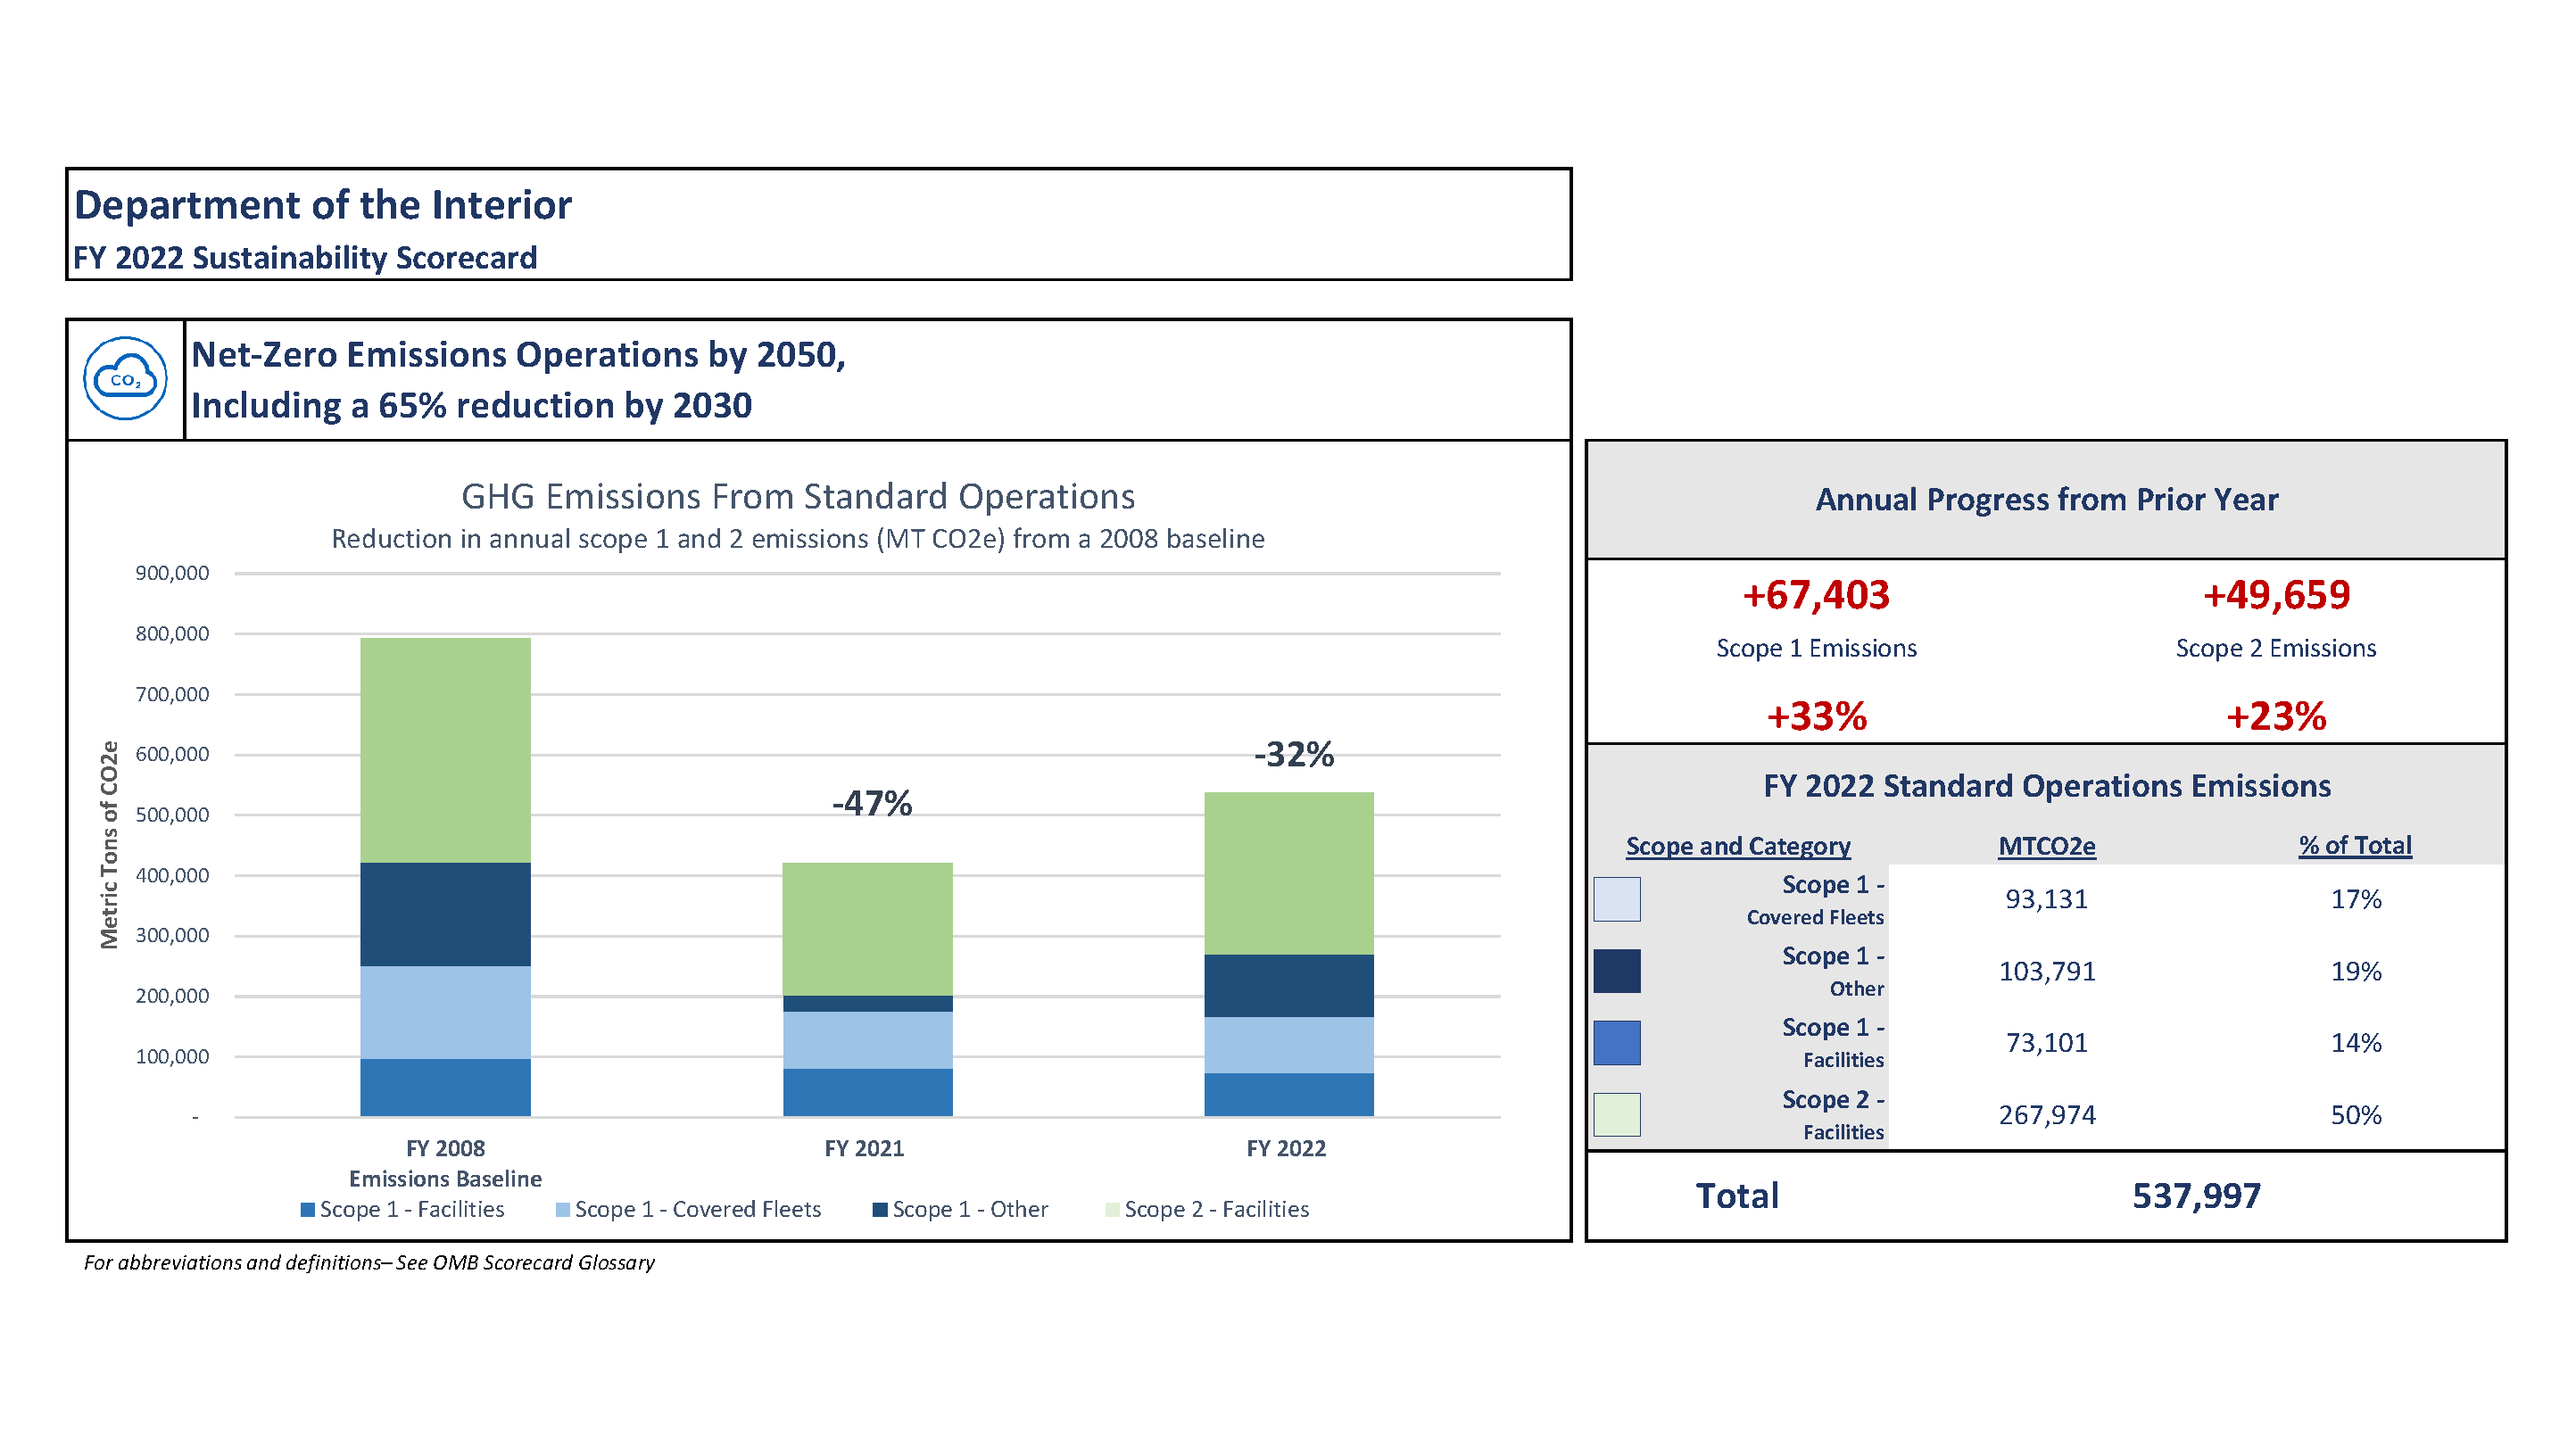 Department of the Interior
FY 2022 Sustainability Scorecard
CO2
Net-Zero Emissions Operations by 2050,
Including a 65% reduction by 2030
GHG Emissions From Standard Operations
Reduction in annual scope 1 and 2 emissions (MT CO2e) from a 2008 baseline
Metric Tons of CO2e
900,000
800,000
700,000
600,000
500,000
400,000
300,000
200,000
100,000
-
-47%
-32%
FY 2008
Emissions Baseline
FY 2021
FY 2022
Scope 1 - Facilities
Scope 1 - Covered Fleets
Scope 1 - Other
Scope 2 - Facilities
Annual Progress from Prior Year
+67,403 +49,659
Scope 1 Emissions Scope 2 Emissions
+33% +23%
FY 2022 Standard Operations Emissions
Scope and Category MTCO2e % of Total
Scope 1 -
Covered Fleets
93,131 17%
Scope 1 -
Other
103,791 19%
Scope 1 -
Facilities
73,101 14%
Scope 2 -
Facilities
267,974 50%
Total 537,997
For abbreviations and definitions– See OMB Scorecard Glossary